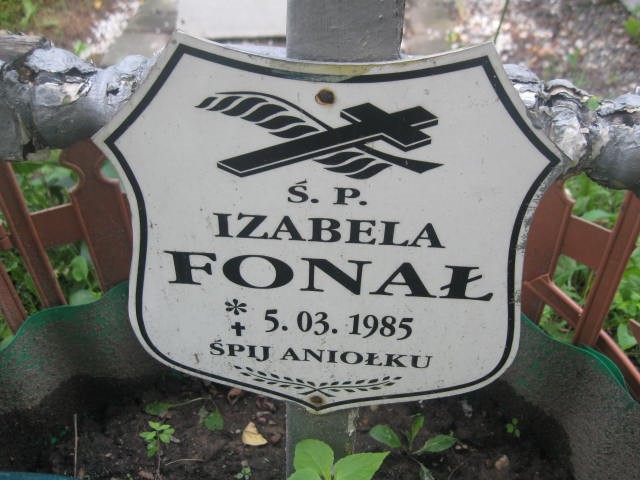 Ś. P.
IZABELA
FONAŁ
* † 5. 03. 1985
ŚPIJ ANIOŁKU